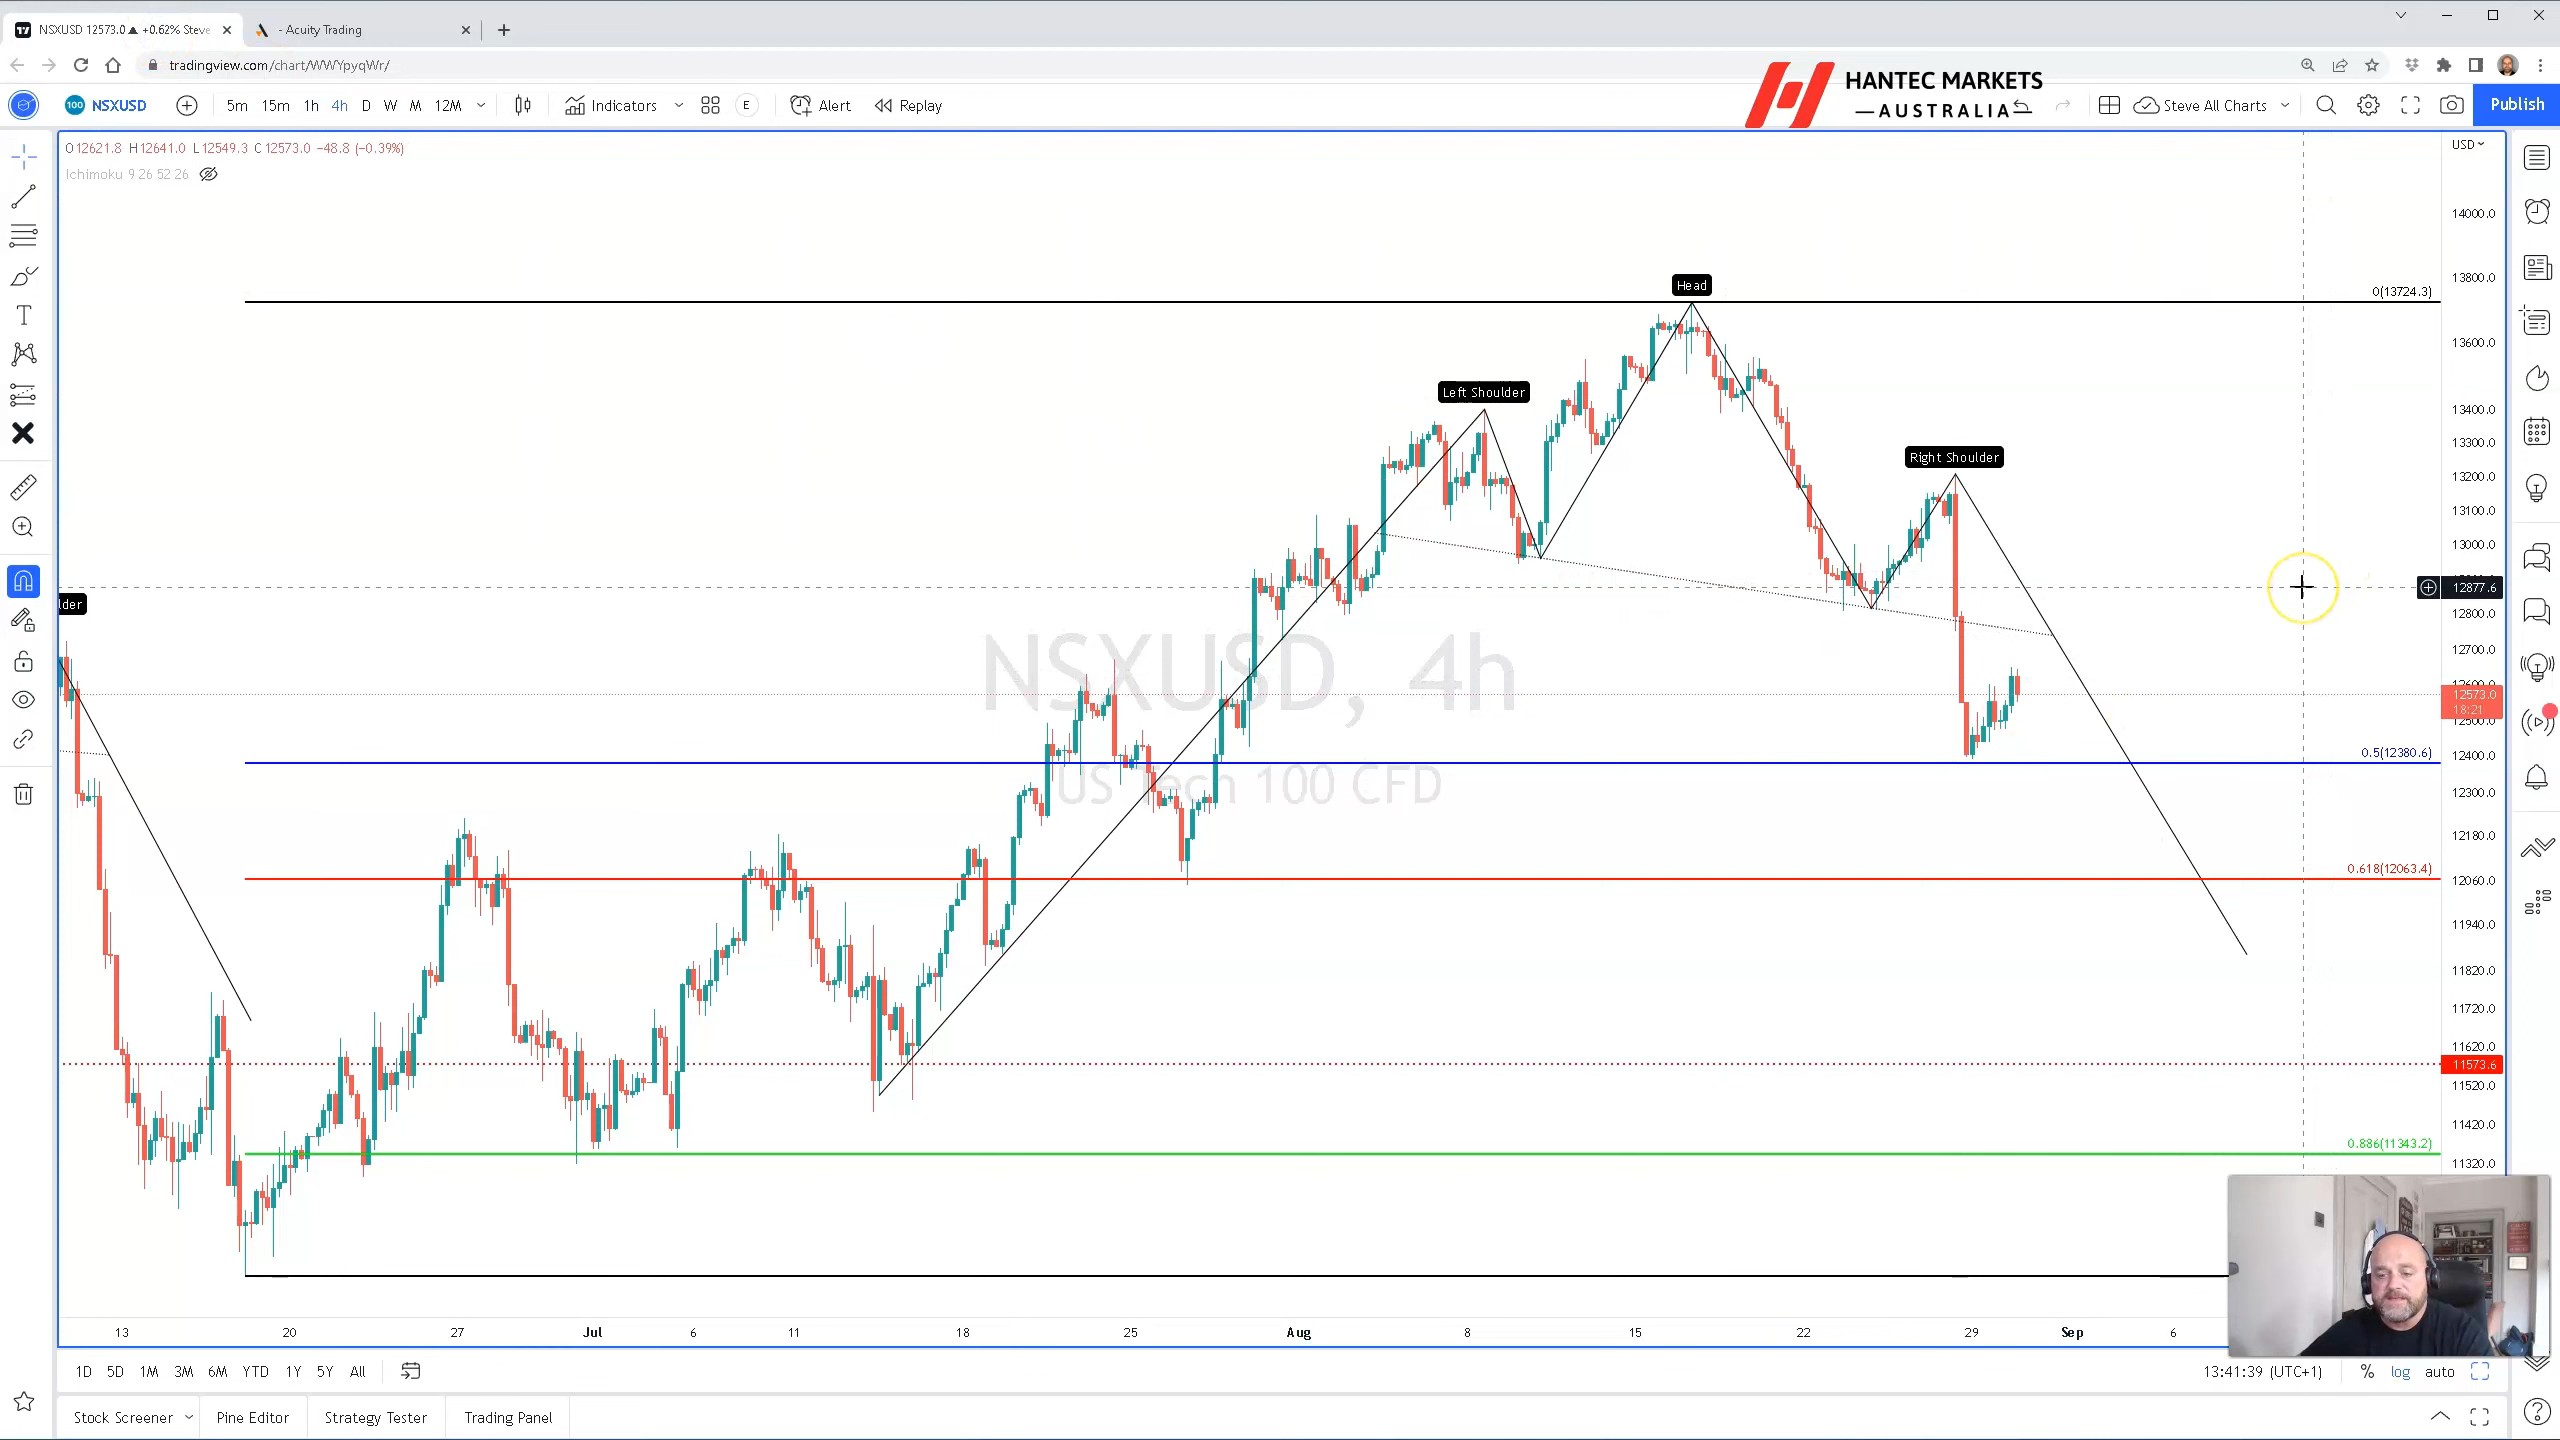 NSXUSD 12573.0 ▲ +0.62% Steve
- Acuity Trading
tradingview.com/chart/WWYpyqWr/
HANTEC MARKETS
—AUSTRALIA
100 NSXUSD 5m 15m 1h 4h D W M 12M Indicators E Alert Replay Steve All Charts Publish
O12621.8 H12641.0 L12549.3 C12573.0 −48.8 (−0.39%)
Ichimoku 9 26 52 26
USD
14000.0
13800.0
Head
0(13724.3)
13600.0
Left Shoulder
13400.0
13300.0
Right Shoulder
13200.0
13100.0
13000.0
12877.6
lder
12800.0
12700.0
NSXUSD, 4h
12600.0
12573.0
18:21
12500.0
0.5(12380.6)
12400.0
US Tech 100 CFD
12300.0
12180.0
0.618(12063.4)
12060.0
11940.0
11820.0
11720.0
11620.0
11573.6
11520.0
11420.0
0.886(11343.2)
11320.0
13 20 27 Jul 6 11 18 25 Aug 8 15 22 29 Sep 6
1D 5D 1M 3M 6M YTD 1Y 5Y All
13:41:39 (UTC+1) % log auto
Stock Screener Pine Editor Strategy Tester Trading Panel